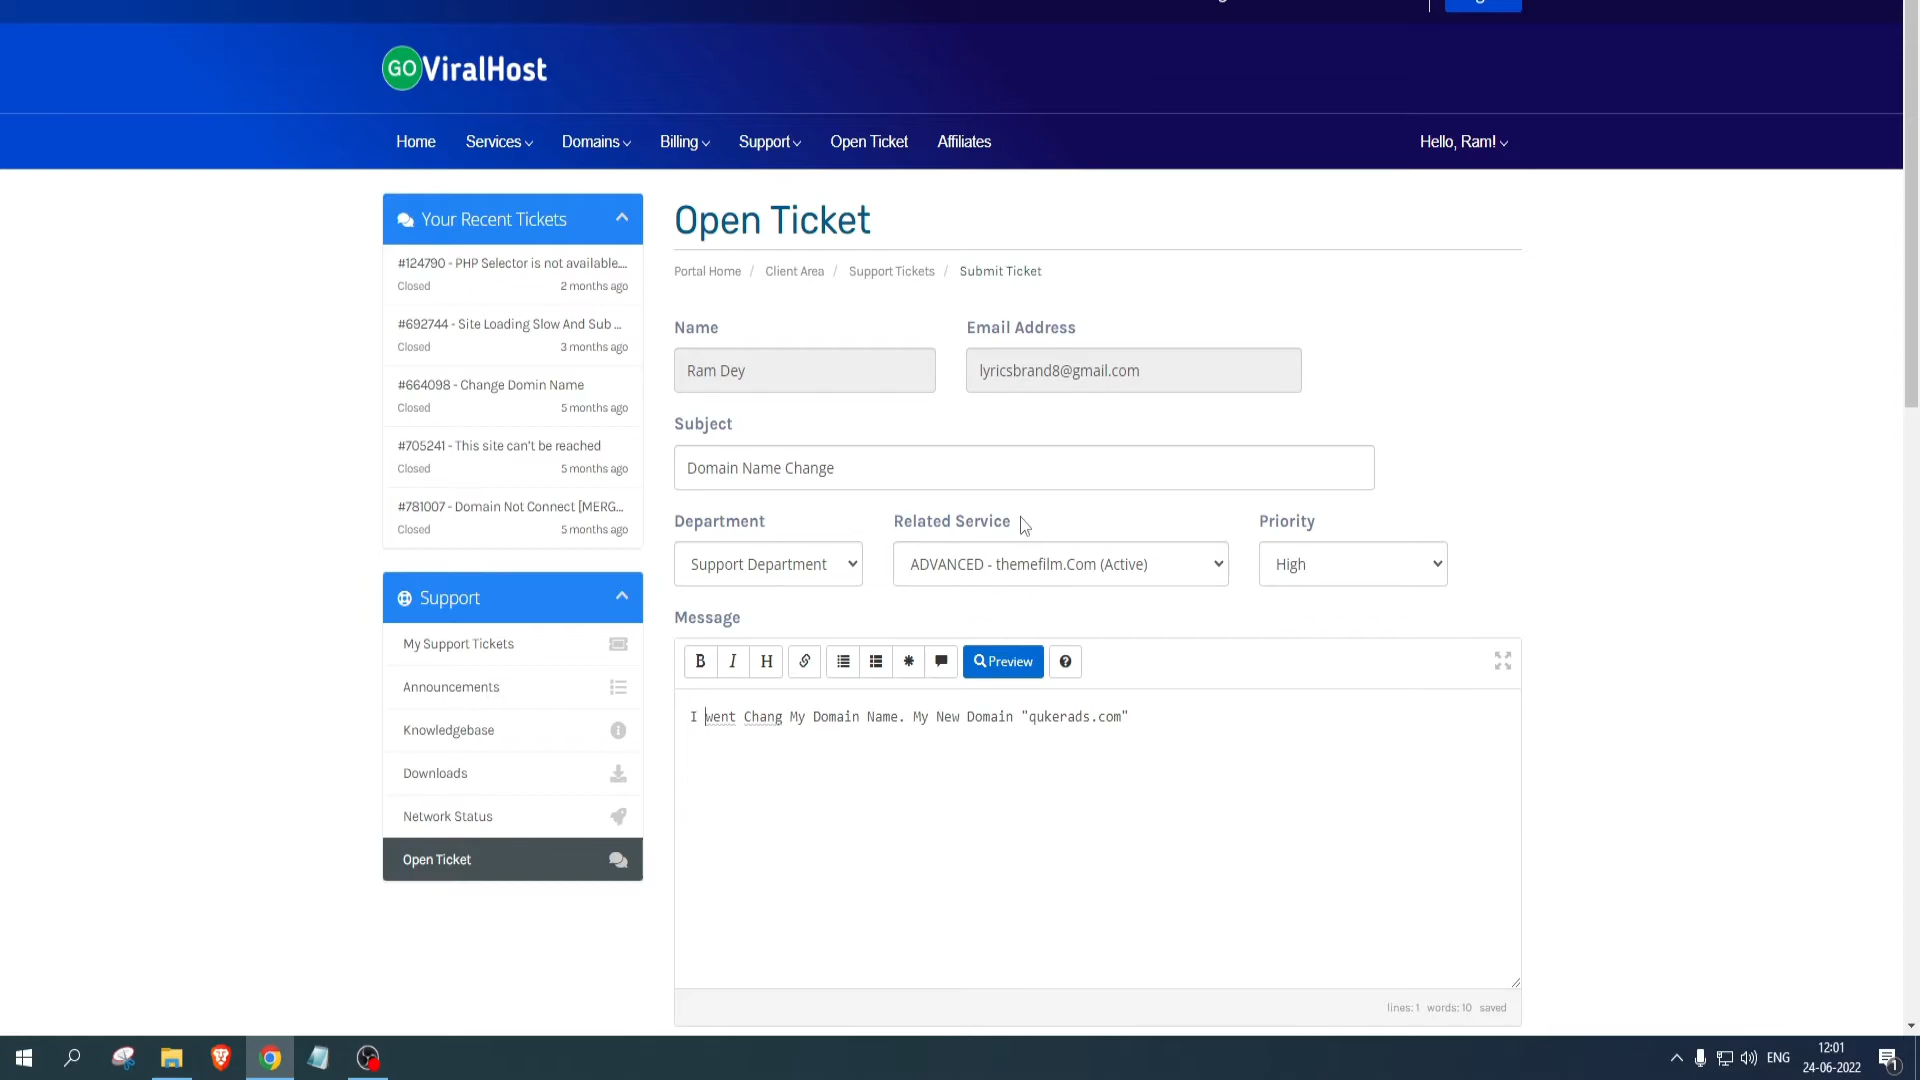 GO ViralHost
Home Services Domains Billing Support Open Ticket Affiliates Hello, Ram!
Your Recent Tickets
#124790 - PHP Selector is not available....
Closed 2 months ago
#692744 - Site Loading Slow And Sub ...
Closed 3 months ago
#664098 - Change Domin Name
Closed 5 months ago
#705241 - This site can't be reached
Closed 5 months ago
#781007 - Domain Not Connect [MERG...
Closed 5 months ago
Support
My Support Tickets
Announcements
Knowledgebase
Downloads
Network Status
Open Ticket
Open Ticket
Portal Home / Client Area / Support Tickets / Submit Ticket
Name Email Address
Ram Dey lyricsbrand8@gmail.com
Subject
Domain Name Change
Department Related Service Priority
Support Department ADVANCED - themefilm.Com (Active) High
Message
B I H Preview
I went Chang My Domain Name. My New Domain "qukerads.com"
lines: 1 words: 10 saved
ENG 12:01
24-06-2022
1